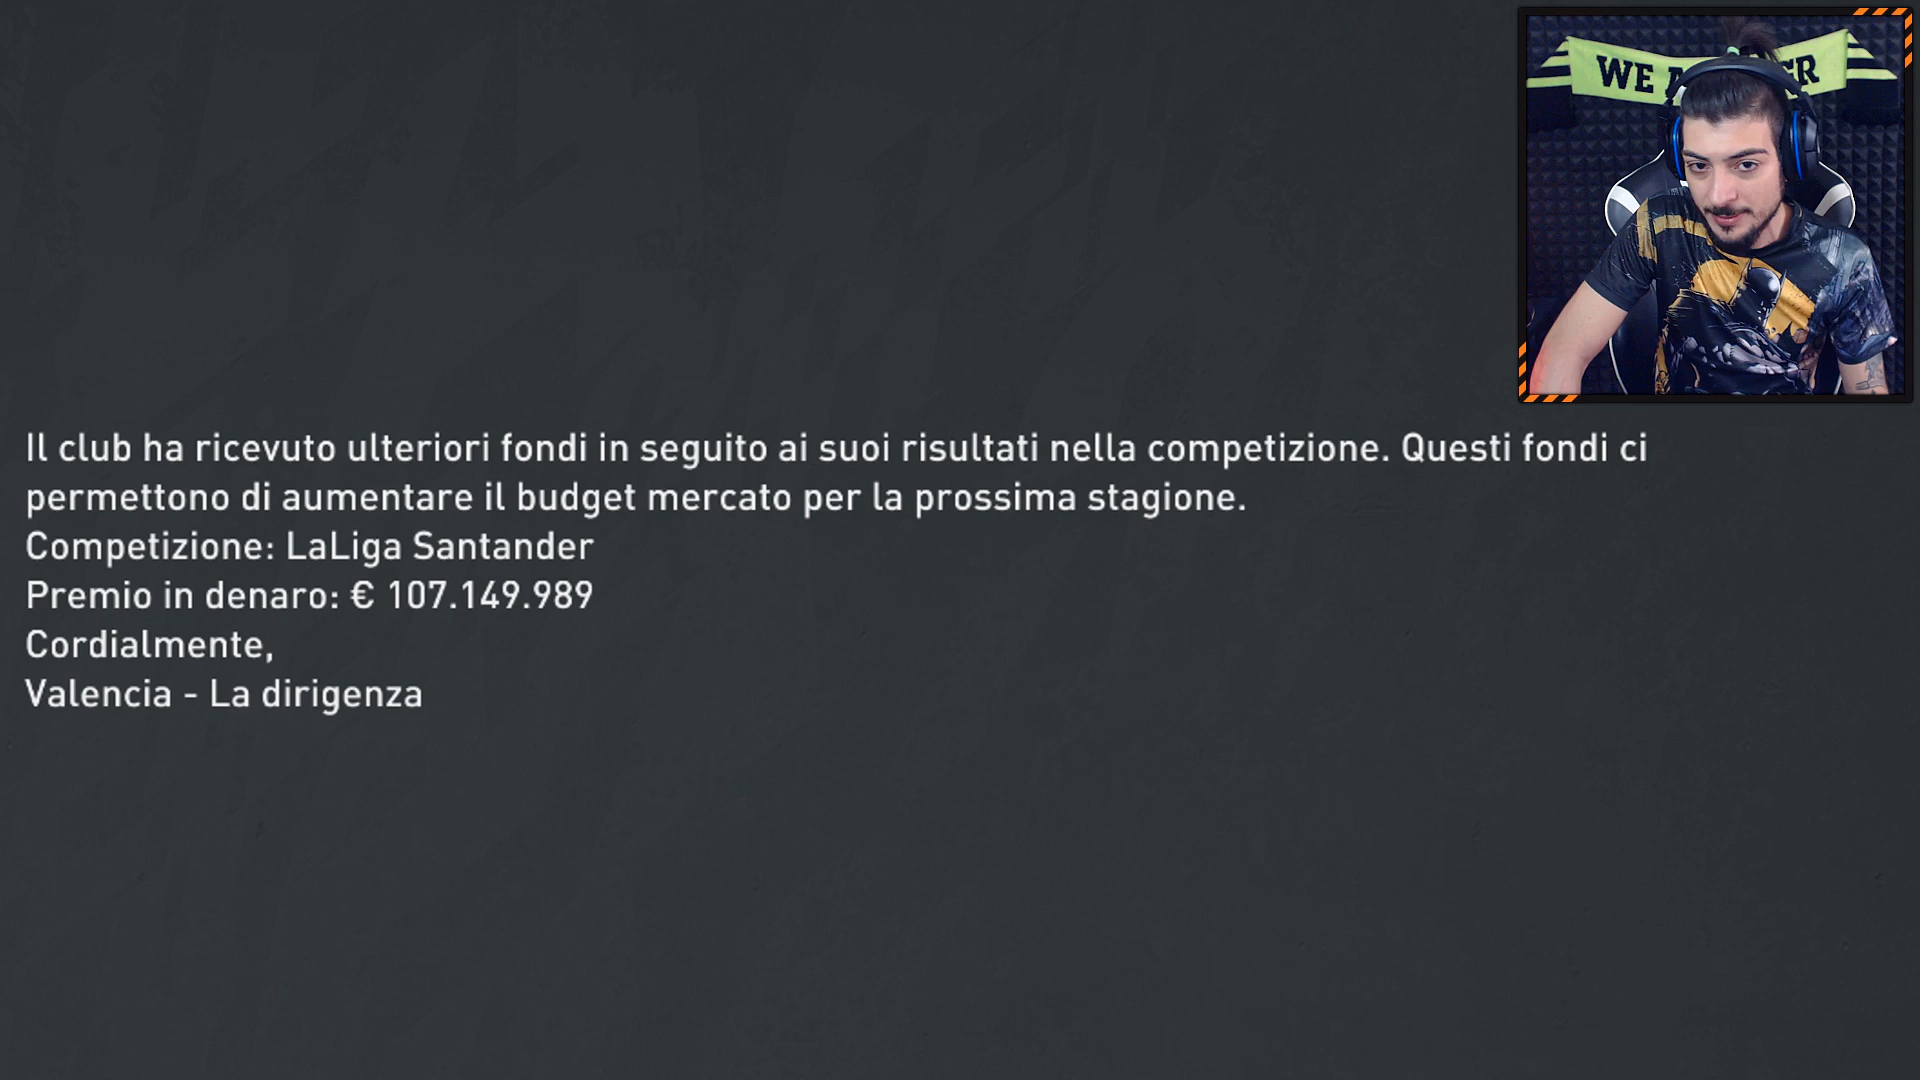 WE A ER
Il club ha ricevuto ulteriori fondi in seguito ai suoi risultati nella competizione. Questi fondi ci
permettono di aumentare il budget mercato per la prossima stagione.
Competizione: LaLiga Santander
Premio in denaro: € 107.149.989
Cordialmente,
Valencia - La dirigenza